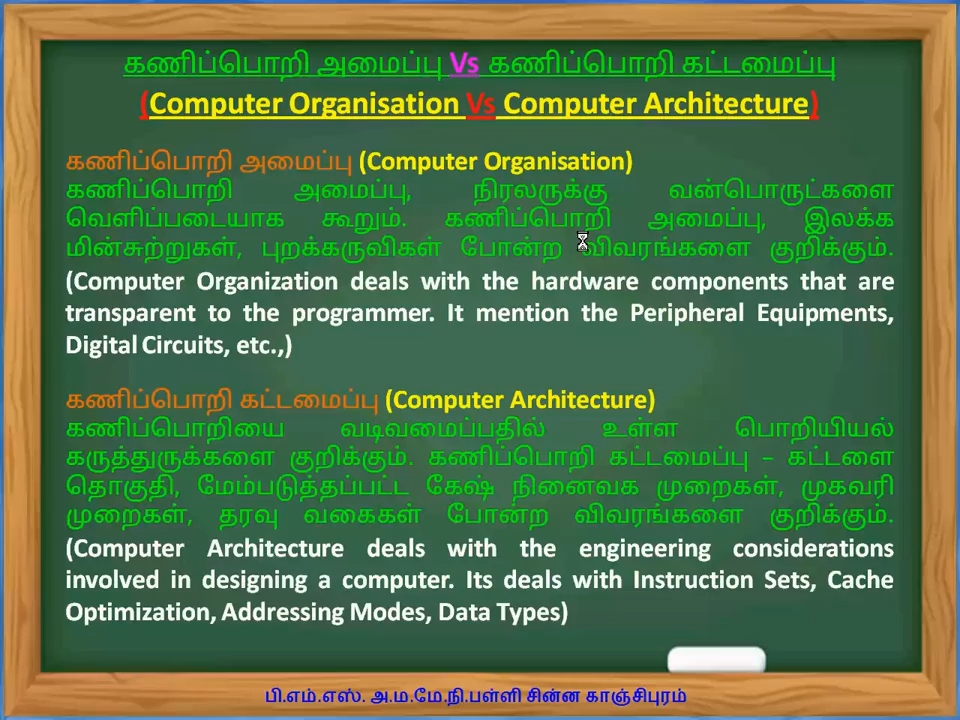 கணிப்பொறி அமைப்பு Vs கணிப்பொறி கட்டமைப்பு
(Computer Organisation Vs Computer Architecture)
கணிப்பொறி அமைப்பு (Computer Organisation)
கணிப்பொறி அமைப்பு, நிரலருக்கு வன்பொருட்களை
வெளிப்படையாக கூறும். கணிப்பொறி அமைப்பு, இலக்க
மின்சுற்றுகள், புறக்கருவிகள் போன்ற விவரங்களை குறிக்கும்.
(Computer Organization deals with the hardware components that are
transparent to the programmer. It mention the Peripheral Equipments,
Digital Circuits, etc.,)
கணிப்பொறி கட்டமைப்பு (Computer Architecture)
கணிப்பொறியை வடிவமைப்பதில் உள்ள பொறியியல்
கருத்துருக்களை குறிக்கும். கணிப்பொறி கட்டமைப்பு – கட்டளை
தொகுதி, மேம்படுத்தப்பட்ட கேஷ் நினைவக முறைகள், முகவரி
முறைகள், தரவு வகைகள் போன்ற விவரங்களை குறிக்கும்.
(Computer Architecture deals with the engineering considerations
involved in designing a computer. Its deals with Instruction Sets, Cache
Optimization, Addressing Modes, Data Types)
பி.எம்.எஸ். அ.ம.மே.நி.பள்ளி சின்ன காஞ்சிபுரம்